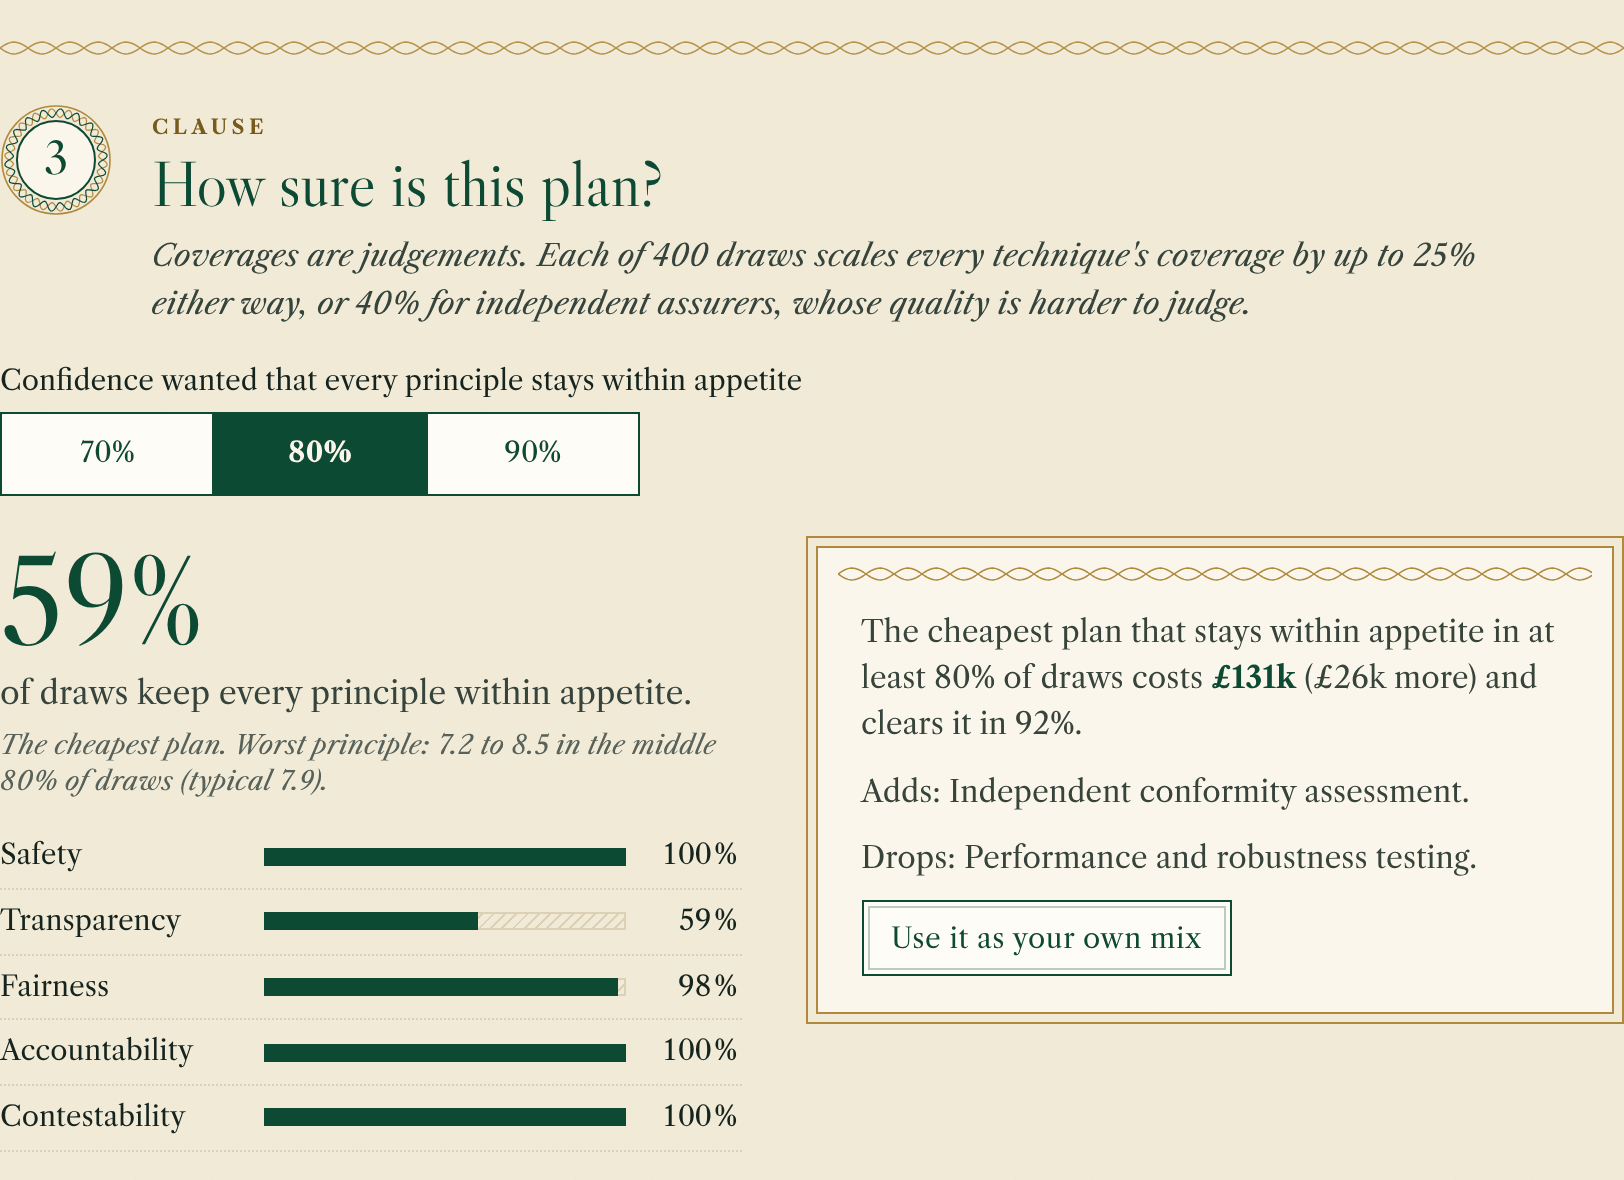 3
CLAUSE
How sure is this plan?
Coverages are judgements. Each of 400 draws scales every technique's coverage by up to 25%
either way, or 40% for independent assurers, whose quality is harder to judge.
Confidence wanted that every principle stays within appetite
70% 80% 90%
59%
of draws keep every principle within appetite.
The cheapest plan. Worst principle: 7.2 to 8.5 in the middle
80% of draws (typical 7.9).
Safety 100%
Transparency 59%
Fairness 98%
Accountability 100%
Contestability 100%
The cheapest plan that stays within appetite in at
least 80% of draws costs £131k (£26k more) and
clears it in 92%.
Adds: Independent conformity assessment.
Drops: Performance and robustness testing.
Use it as your own mix